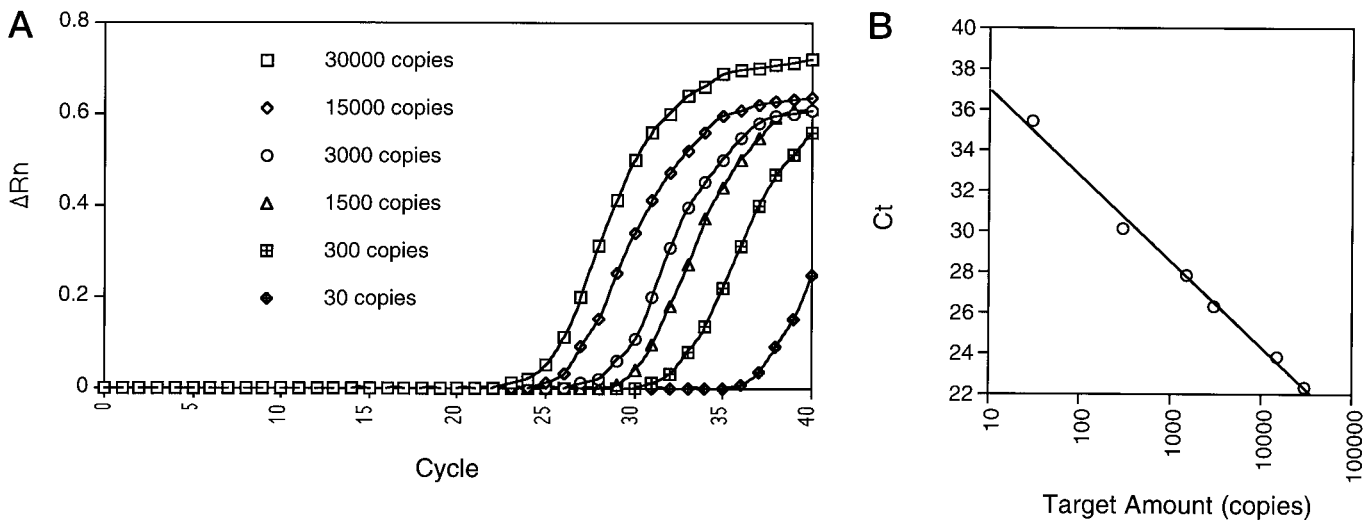 A
0.8
0.6
0.4
0.2
0
ΔRn
30000 copies
15000 copies
3000 copies
1500 copies
300 copies
30 copies
0 5 10 15 20 25 30 35 40
Cycle
B
40
38
36
34
32
30
28
26
24
22
Ct
10 100 1000 10000 100000
Target Amount (copies)